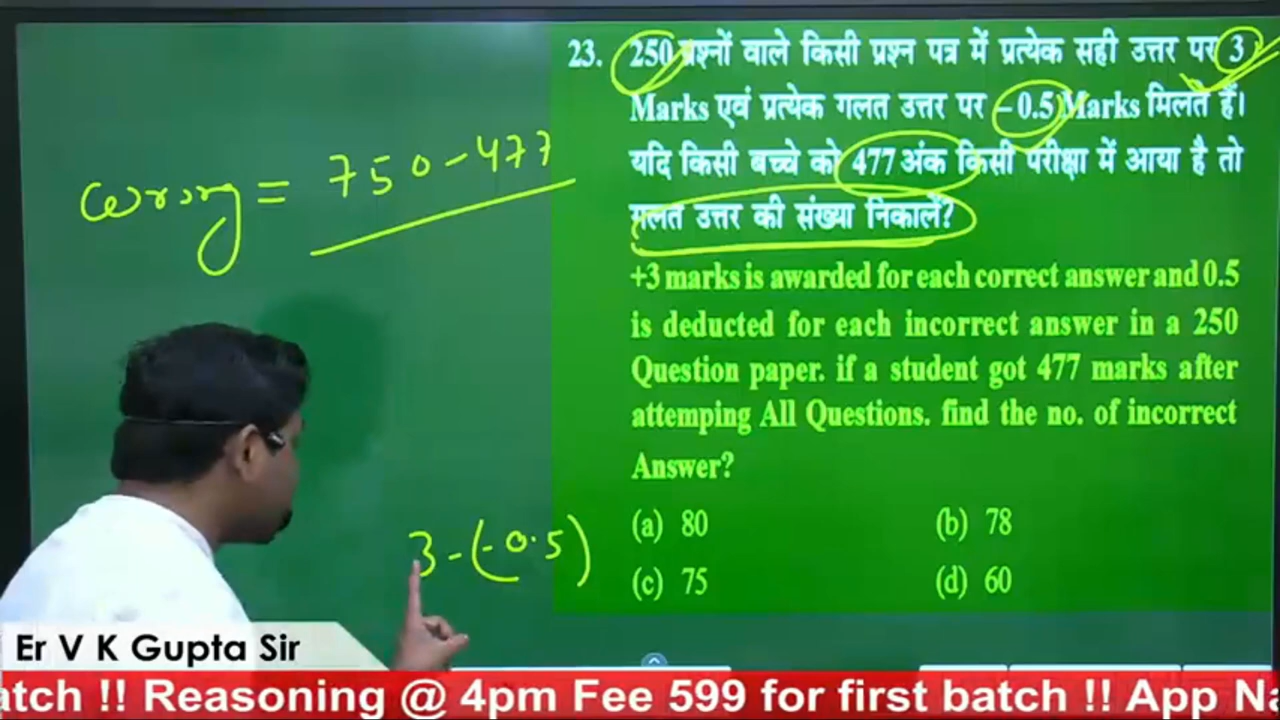 23. 250 प्रश्नों वाले किसी प्रश्न पत्र में प्रत्येक सही उत्तर पर 3
Marks एवं प्रत्येक गलत उत्तर पर –0.5 Marks मिलते हैं।
यदि किसी बच्चे को 477 अंक किसी परीक्षा में आया है तो
गलत उत्तर की संख्या निकालें?
+3 marks is awarded for each correct answer and 0.5
is deducted for each incorrect answer in a 250
Question paper. if a student got 477 marks after
attemping All Questions. find the no. of incorrect
Answer?
(a) 80 (b) 78
(c) 75 (d) 60
wrong = 750-477
3-(-0.5)
Er V K Gupta Sir
atch !! Reasoning @ 4pm Fee 599 for first batch !! App Na